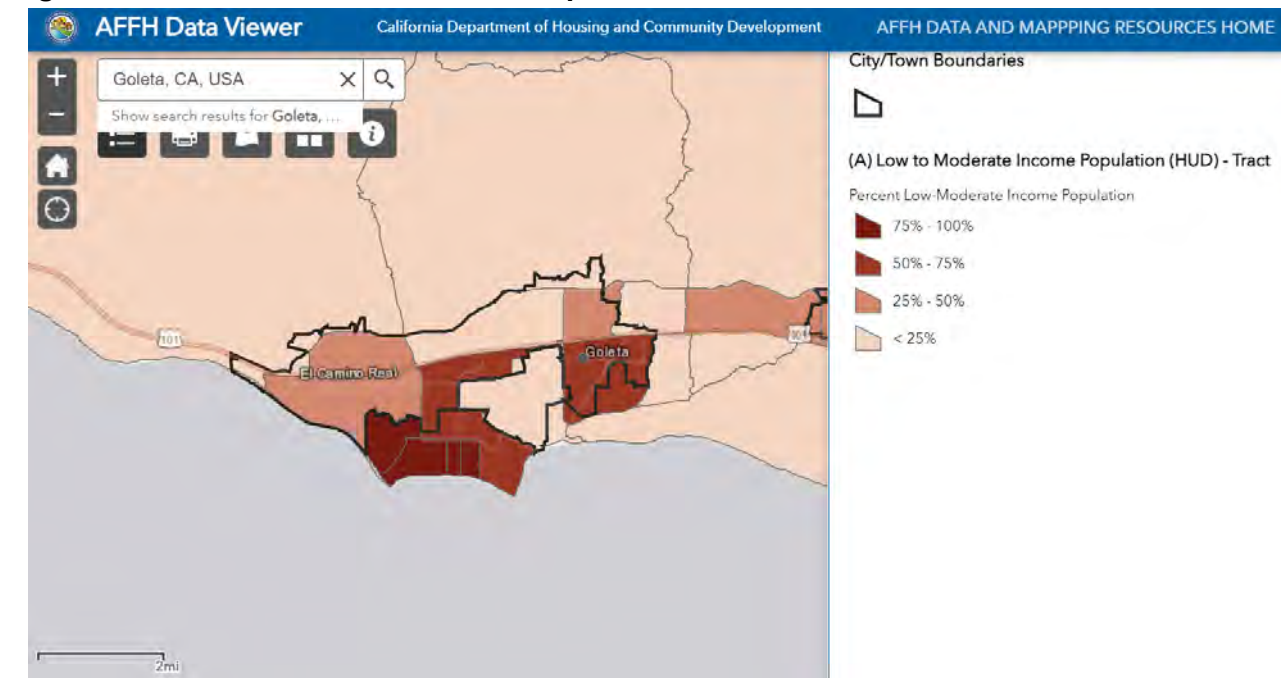 AFFH Data Viewer
California Department of Housing and Community Development
AFFH DATA AND MAPPPING RESOURCES HOME
Goleta, CA, USA
Show search results for Goleta, ...
City/Town Boundaries
(A) Low to Moderate Income Population (HUD) - Tract
Percent Low-Moderate Income Population
75% - 100%
50% - 75%
25% - 50%
< 25%
101
Goleta
El Camino Real
2mi